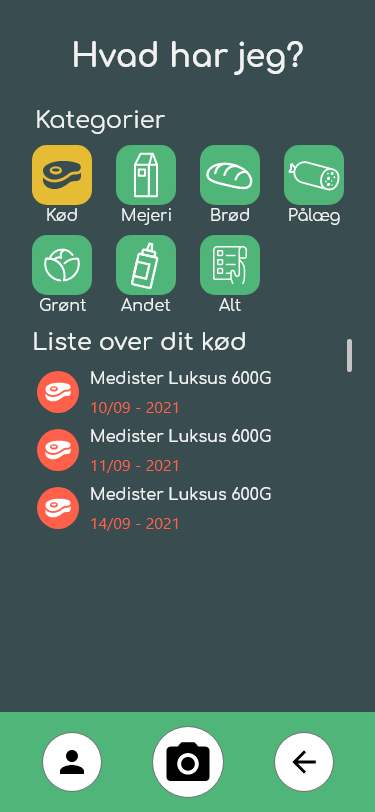 Hvad har jeg?
Kategorier
Kød Mejeri Brød Pålæg
Grønt Andet Alt
Liste over dit kød
Medister Luksus 600G
10/09 - 2021
Medister Luksus 600G
11/09 - 2021
Medister Luksus 600G
14/09 - 2021